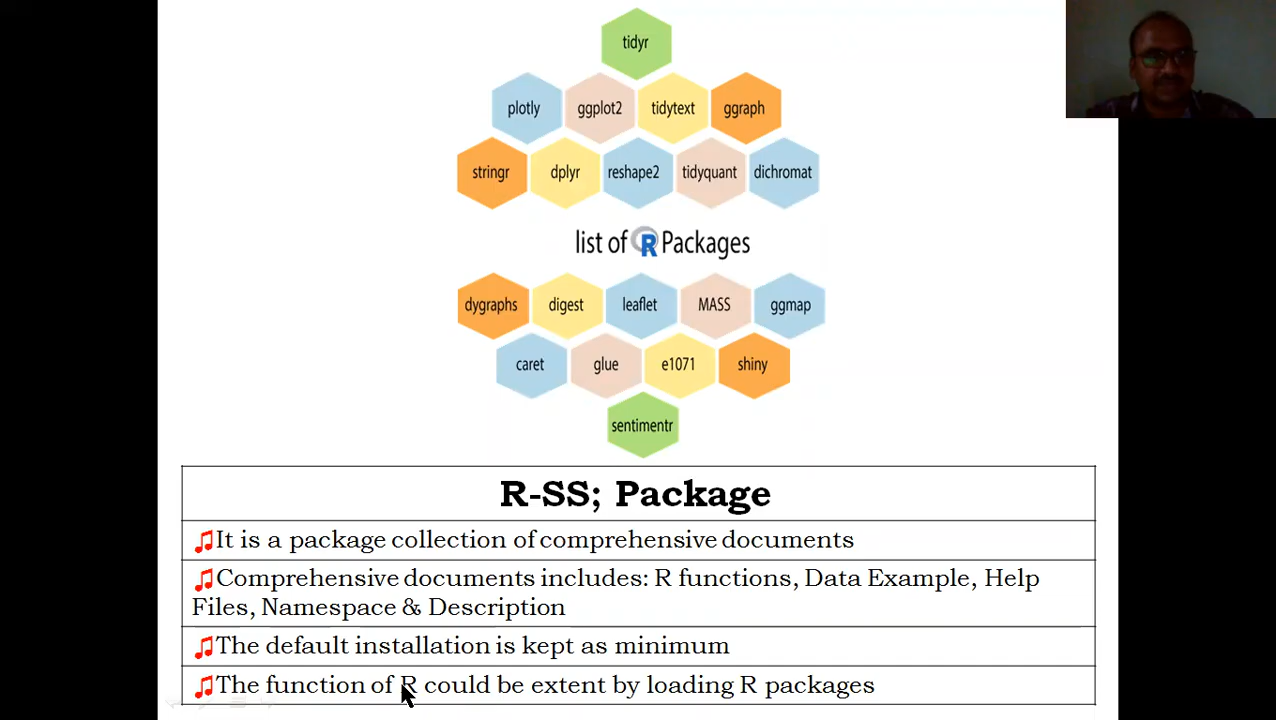 tidyr
plotly ggplot2 tidytext ggraph
stringr dplyr reshape2 tidyquant dichromat
list of R Packages
dygraphs digest leaflet MASS ggmap
caret glue e1071 shiny
sentimentr
R-SS; Package
♫It is a package collection of comprehensive documents
♫Comprehensive documents includes: R functions, Data Example, Help
Files, Namespace & Description
♫The default installation is kept as minimum
♫The function of R could be extent by loading R packages